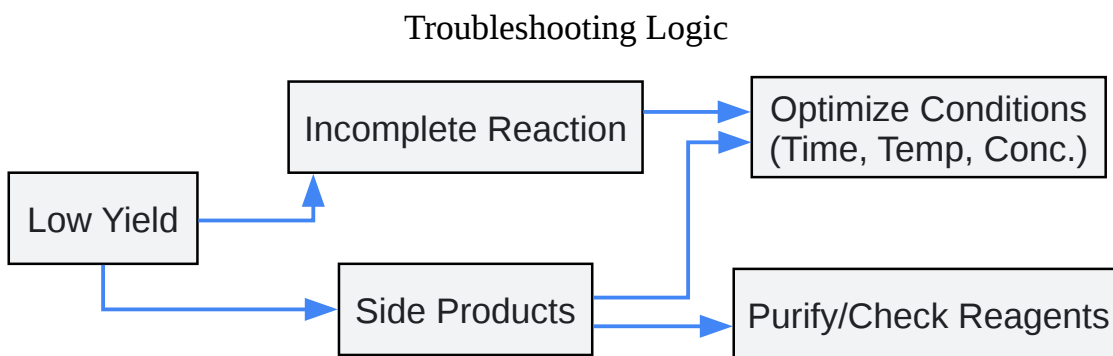 Troubleshooting Logic
Incomplete Reaction
Optimize Conditions
(Time, Temp, Conc.)
Low Yield
Side Products
Purify/Check Reagents